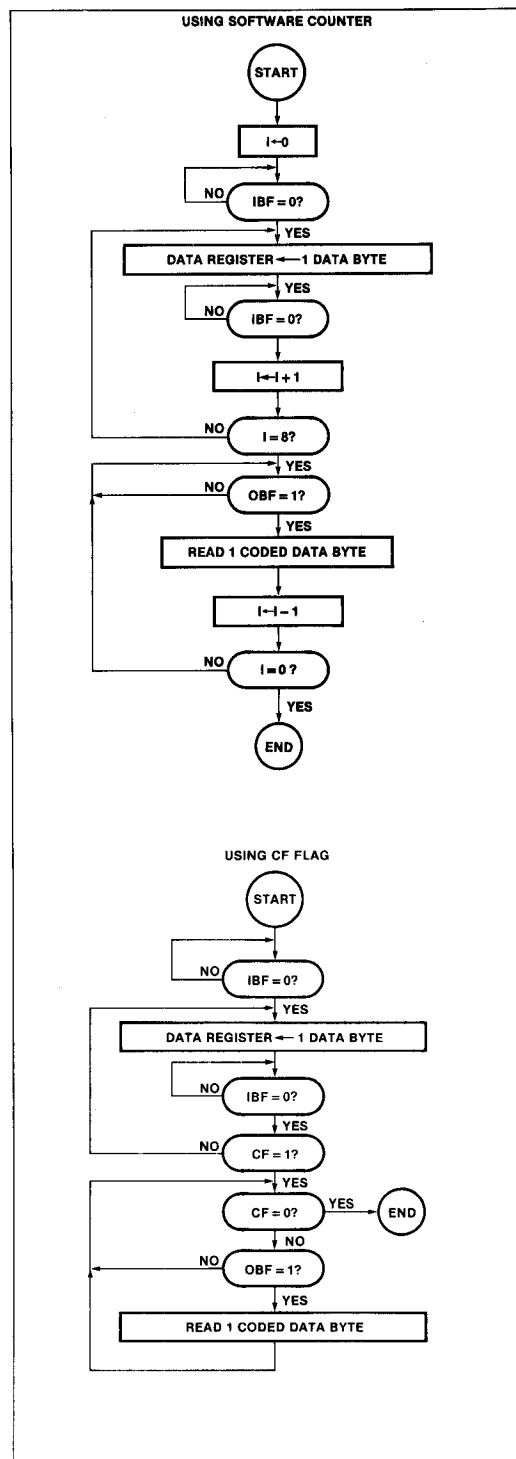 USING SOFTWARE COUNTER
START
I←0
NO
IBF = 0?
YES
DATA REGISTER ← 1 DATA BYTE
YES
NO
IBF = 0?
I←I + 1
NO
I = 8?
YES
NO
OBF = 1?
YES
READ 1 CODED DATA BYTE
I←I – 1
NO
I = 0 ?
YES
END
USING CF FLAG
START
NO
IBF = 0?
YES
DATA REGISTER ← 1 DATA BYTE
NO
IBF = 0?
YES
NO
CF = 1?
YES
CF = 0?
YES
END
NO
NO
OBF = 1?
YES
READ 1 CODED DATA BYTE